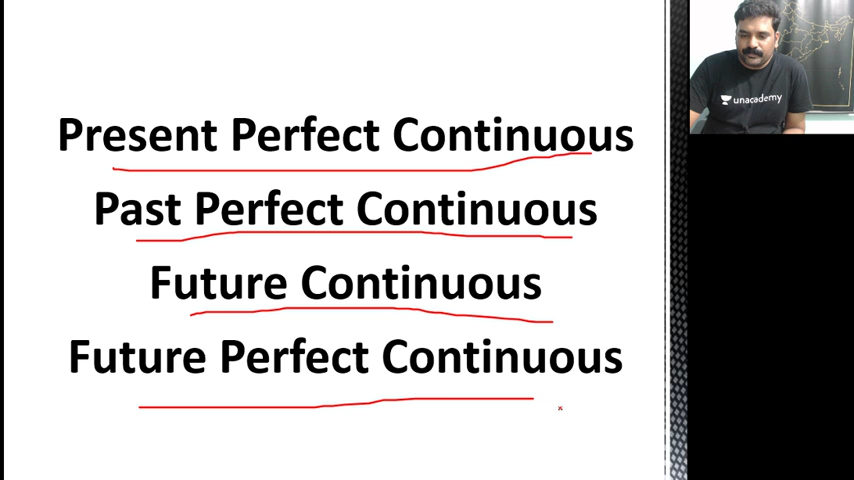 Present Perfect Continuous
Past Perfect Continuous
Future Continuous
Future Perfect Continuous
unacademy